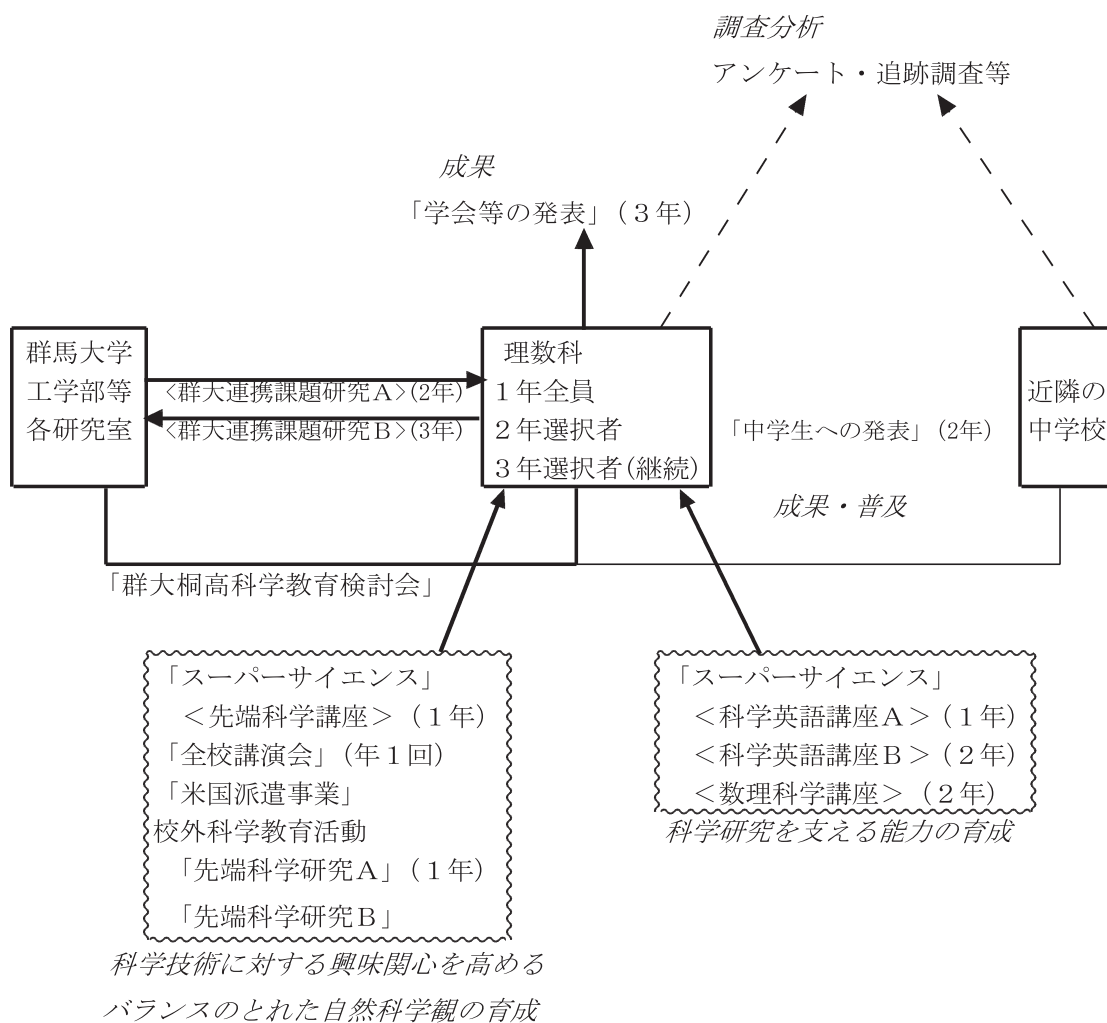 調査分析
アンケート・追跡調査等
成果
「学会等の発表」(３年)
群馬大学
工学部等
各研究室
<群大連携課題研究Ａ>(2年)
<群大連携課題研究Ｂ>(3年)
理数科
１年全員
２年選択者
３年選択者(継続)
「中学生への発表」(2年)
近隣の
中学校
成果・普及
「群大桐高科学教育検討会」
「スーパーサイエンス」
＜先端科学講座＞（１年）
「全校講演会」(年１回)
「米国派遣事業」
校外科学教育活動
「先端科学研究Ａ」(１年)
「先端科学研究Ｂ」
科学技術に対する興味関心を高める
バランスのとれた自然科学観の育成
「スーパーサイエンス」
＜科学英語講座Ａ＞（１年）
＜科学英語講座Ｂ＞（２年）
＜数理科学講座＞（２年）
科学研究を支える能力の育成